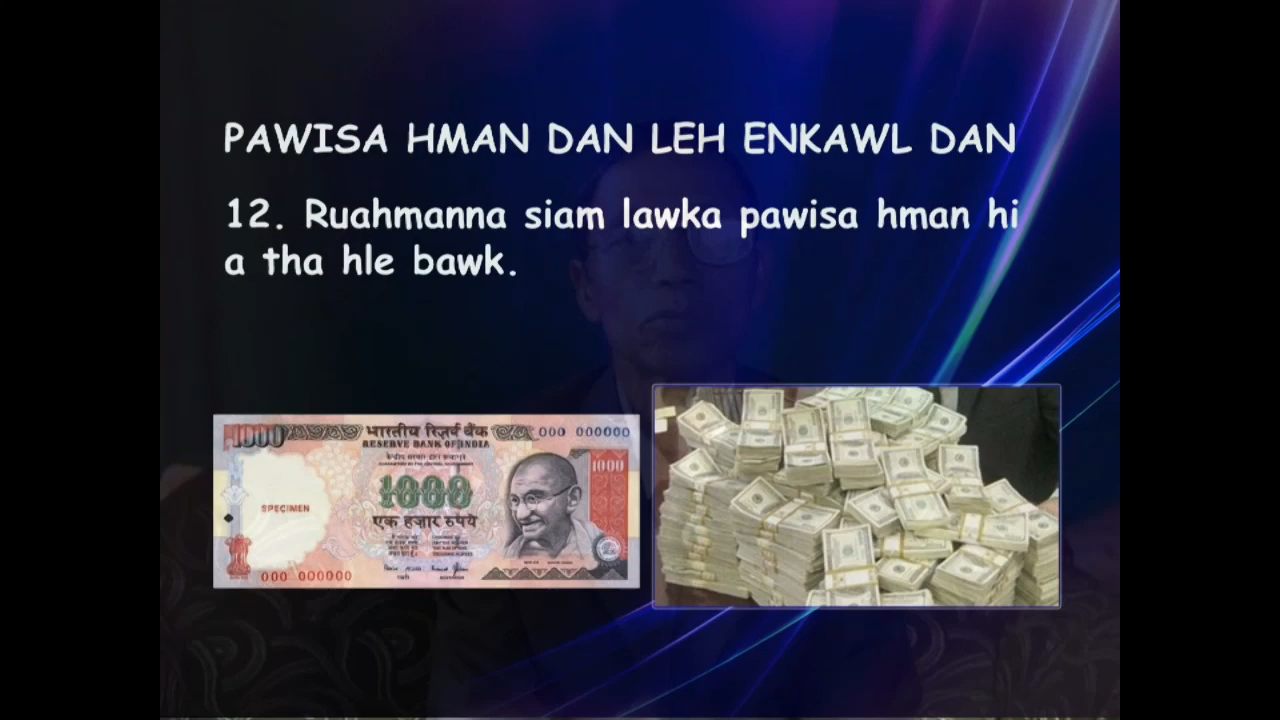 PAWISA HMAN DAN LEH ENKAWL DAN
12. Ruahmanna siam lawka pawisa hman hi
a tha hle bawk.
1000
भारतीय रिज़र्व बैंक
000 000000
RESERVE BANK OF INDIA
1000
1000
SPECIMEN
एक हज़ार रुपये
000 000000